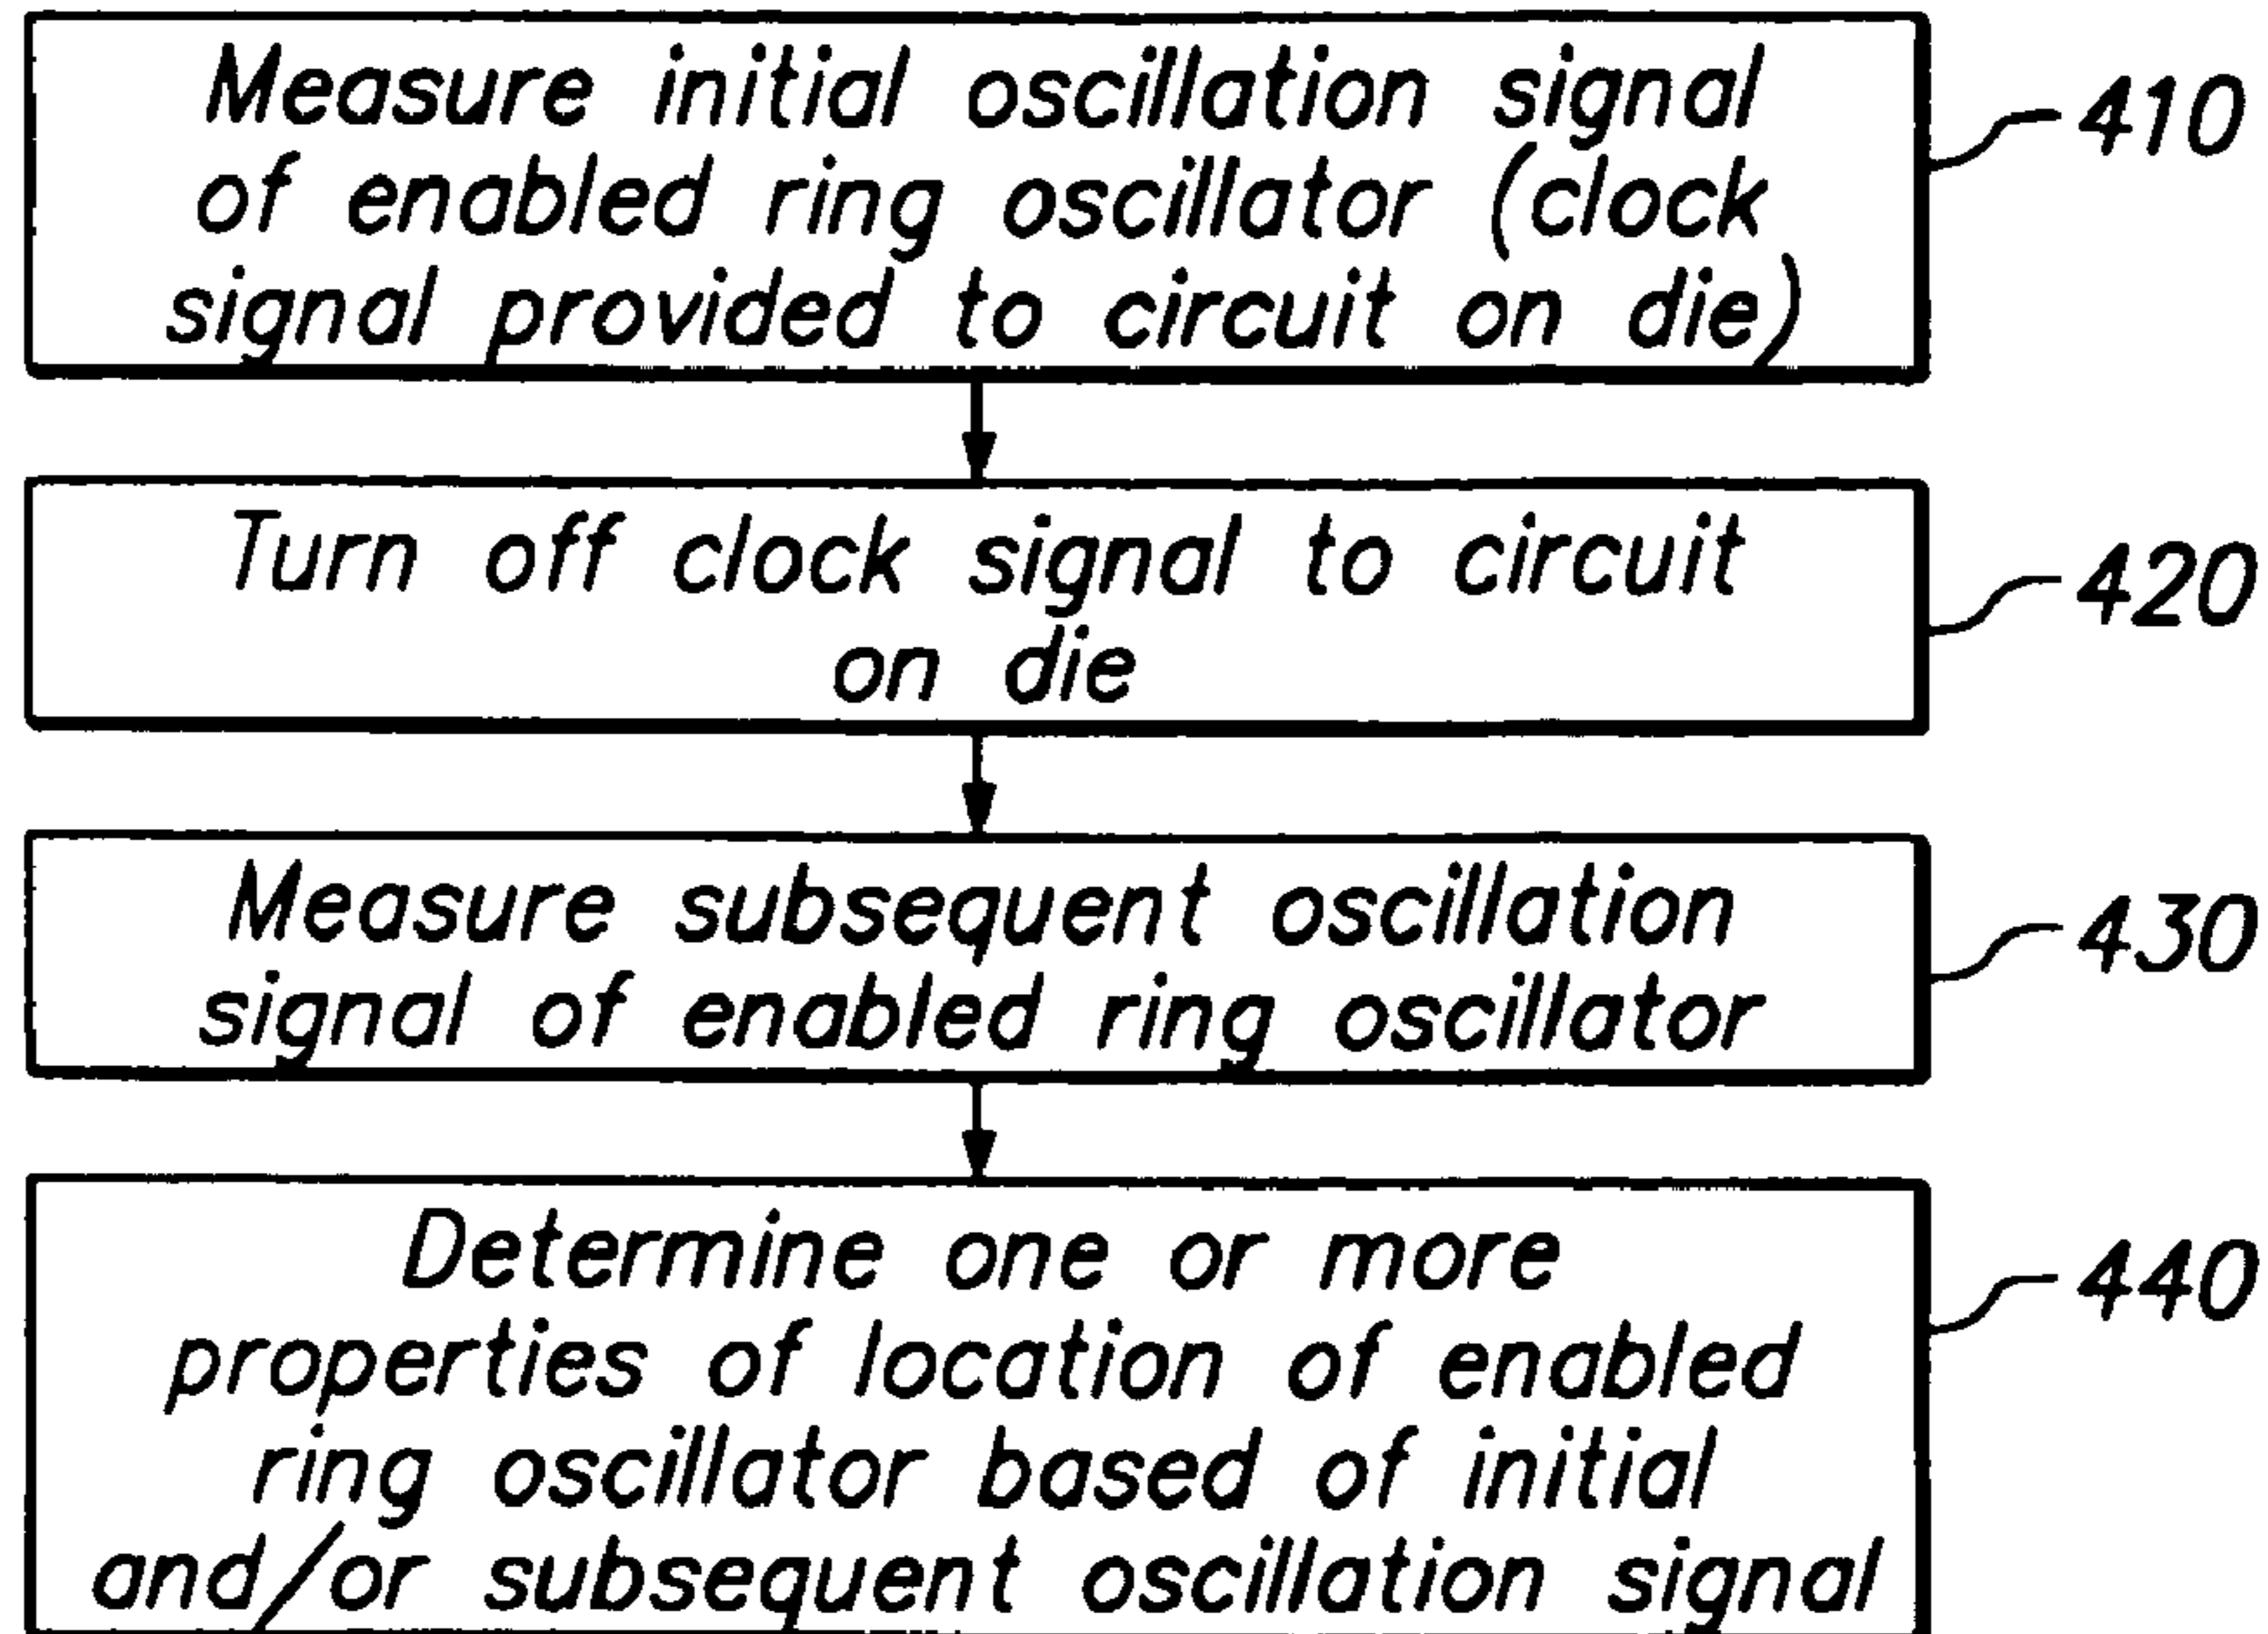 Measure initial oscillation signal
of enabled ring oscillator (clock
signal provided to circuit on die)
410
Turn off clock signal to circuit
on die
420
Measure subsequent oscillation
signal of enabled ring oscillator
430
Determine one or more
properties of location of enabled
ring oscillator based of initial
and/or subsequent oscillation signal
440